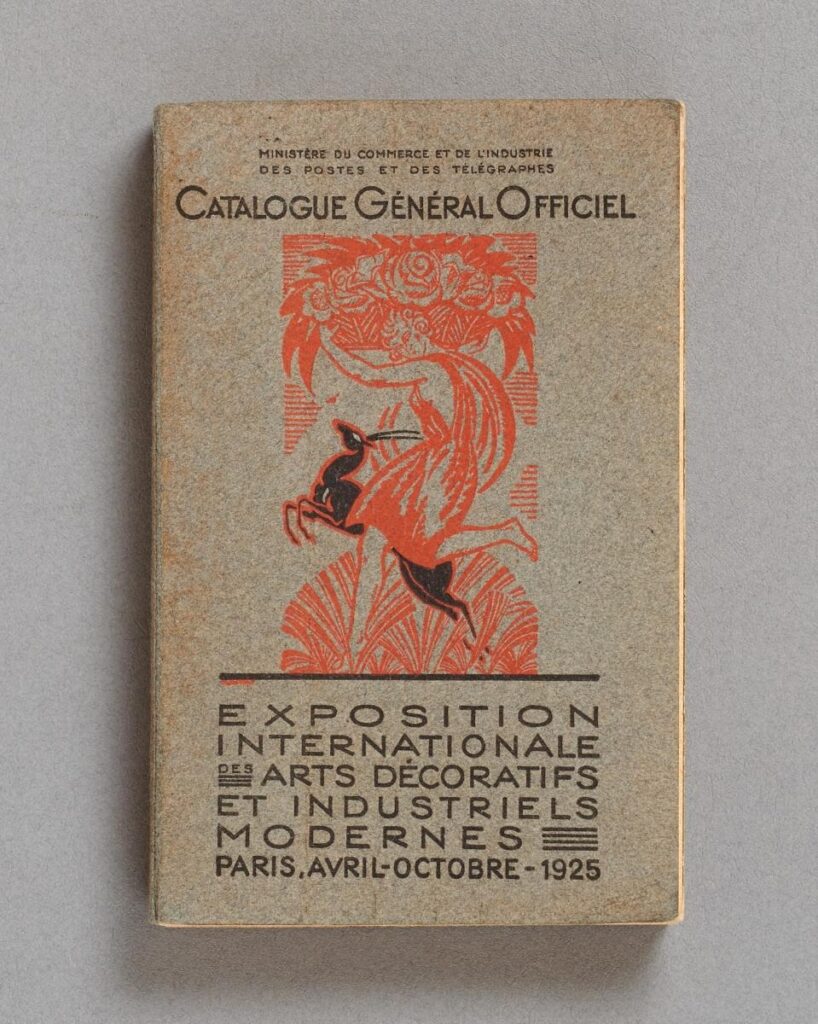 MINISTÈRE DU COMMERCE ET DE L'INDUSTRIE
DES POSTES ET DES TÉLÉGRAPHES
CATALOGUE GÉNÉRAL OFFICIEL
EXPOSITION
INTERNATIONALE
DES ARTS DÉCORATIFS
ET INDUSTRIELS
MODERNES
PARIS, AVRIL-OCTOBRE - 1925